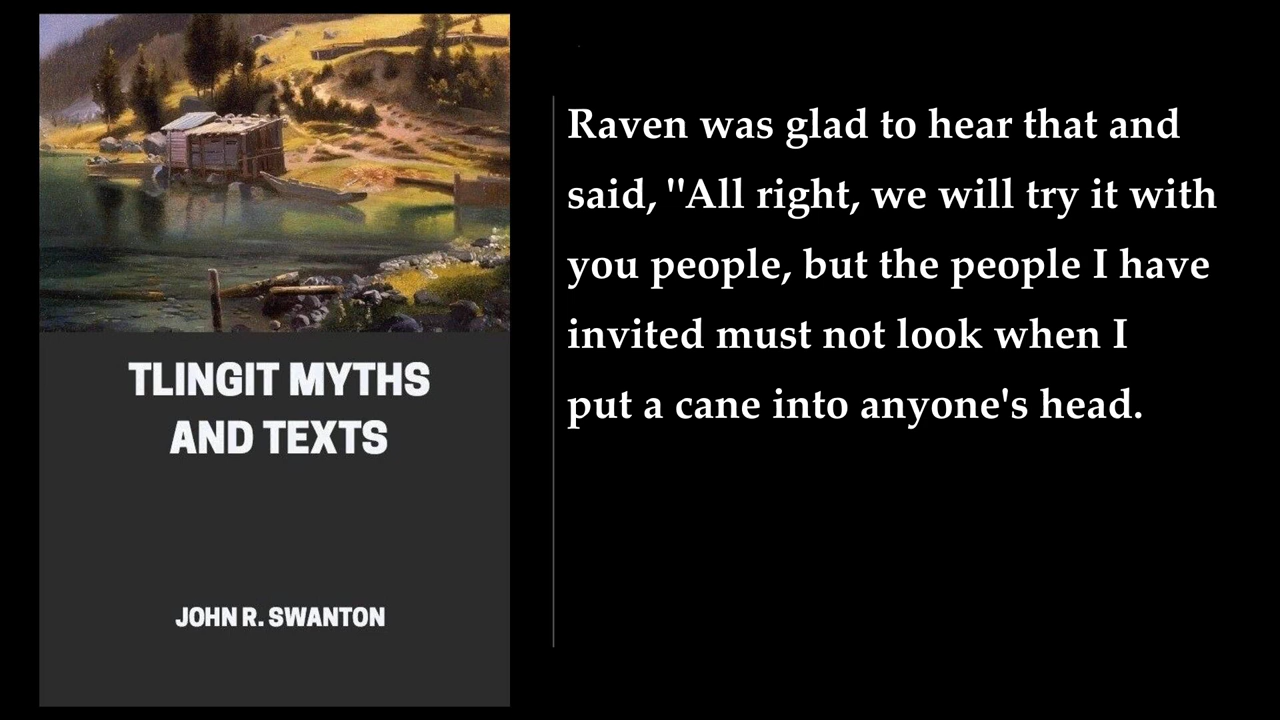 TLINGIT MYTHS
AND TEXTS
JOHN R. SWANTON
Raven was glad to hear that and
said, "All right, we will try it with
you people, but the people I have
invited must not look when I
put a cane into anyone's head.